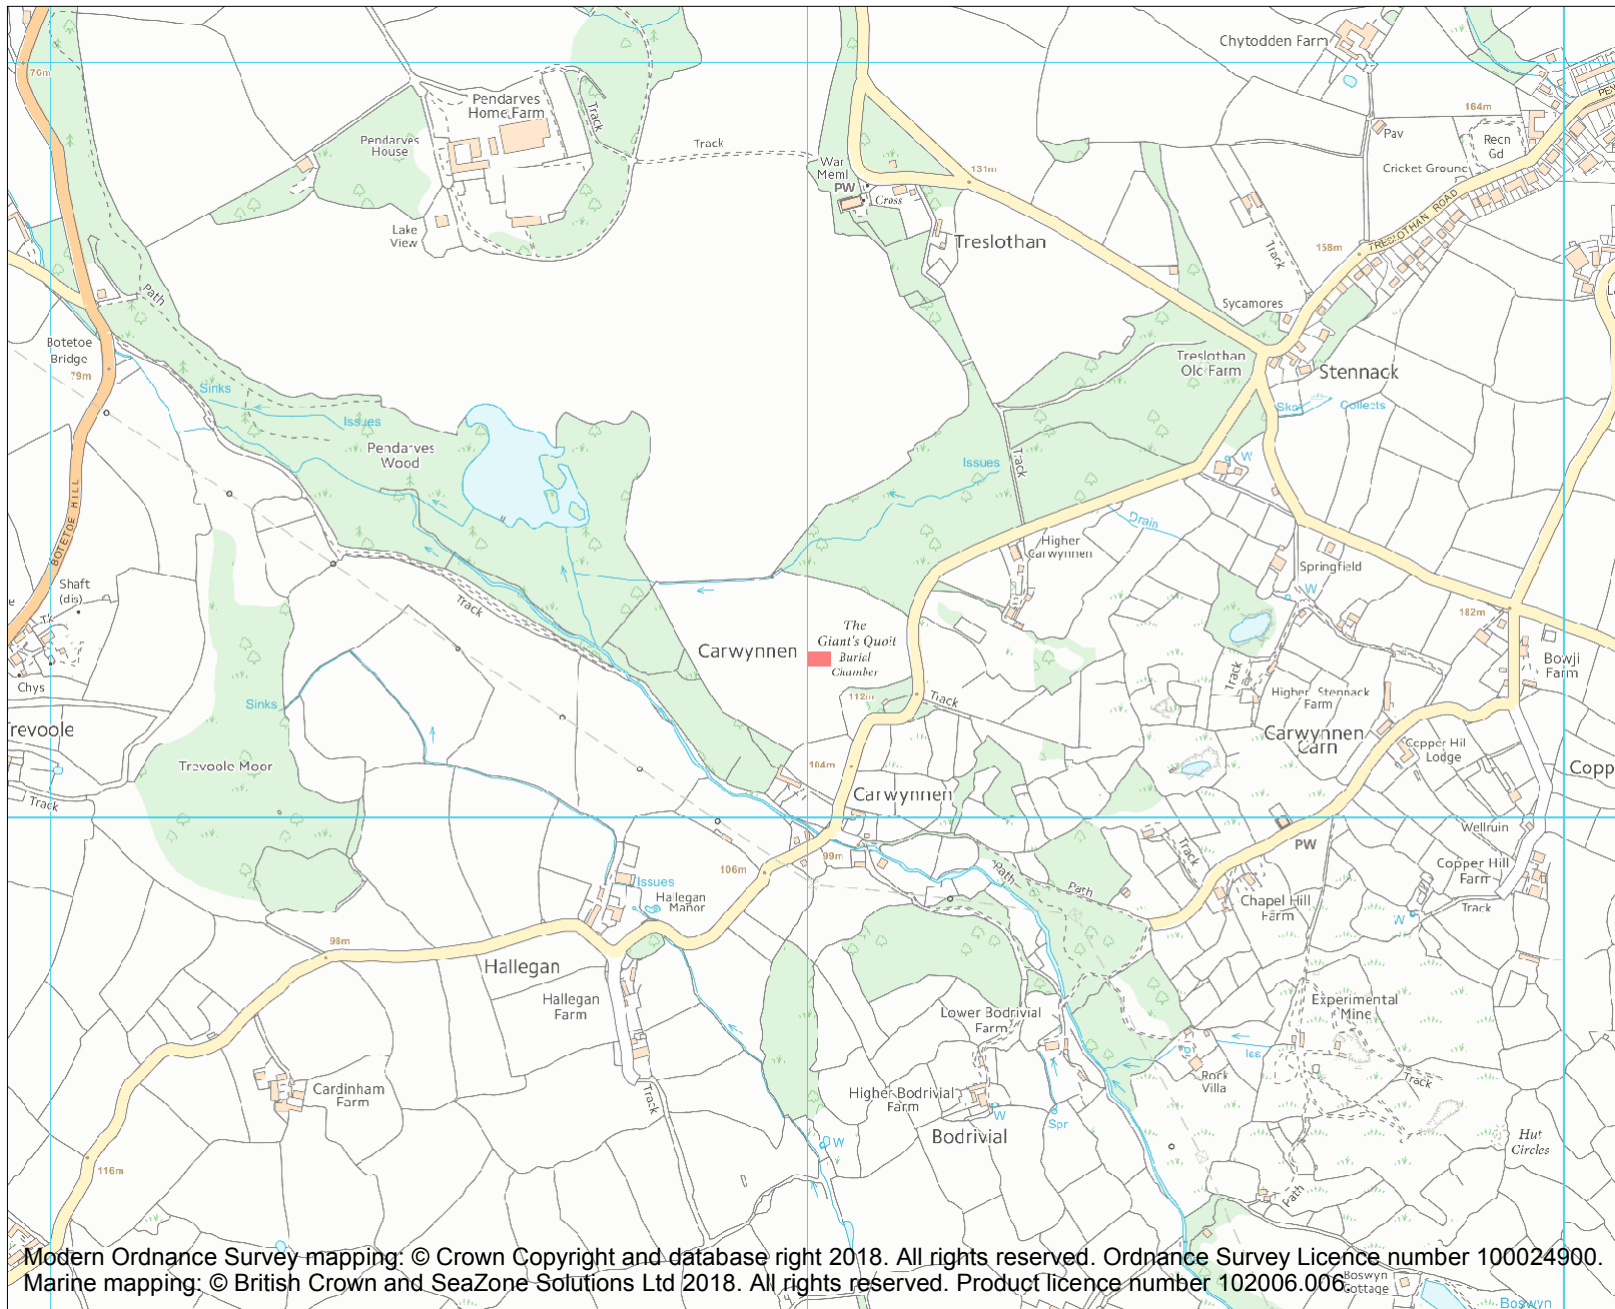 Chytodden Farm
76m
Pendarves
Home Farm
164m
Track
Pav
Recn
Gd
Pendarves
House
Track
War
Meml
PW
Cross
131m
Cricket Ground
TRESLOTHAN ROAD
Lake
View
Treslothan
158m
Track
Path
Sycamores
Botetoe
Bridge
79m
Treslothan
Old Farm
Stennack
Sinks
Issues
Collects
Pendarves
Wood
Issues
Track
W
BOTETOE HILL
Drain
Higher
Carwynnen
Springfield
W
Shaft
(dis)
Track
182m
The
Giant's Quoit
Burial
Chamber
Carwynnen
Bowji
Farm
Chys
Track
Sinks
112m
Track
Higher Stennack
Farm
Trevoole
Carwynnen
Carn
Copper Hill
Lodge
Trevoole Moor
104m
Copp
Track
Carwynnen
Wellruin
99m
PW
Track
106m
Path
Path
Copper Hill
Farm
Issues
Hallegan
Manor
Chapel Hill
Farm
Track
W
98m
Hallegan
Hallegan
Farm
Experimental
Mine
Lower Bodrivial
Farm
Track
Rock
Villa
Cardinham
Farm
Track
Higher Bodrivial
Farm
W
Spr
Bodrivial
W
Hut
Circles
116m
Path
Modern Ordnance Survey mapping: © Crown Copyright and database right 2018. All rights reserved. Ordnance Survey Licence number 100024900.
Marine mapping: © British Crown and SeaZone Solutions Ltd 2018. All rights reserved. Product licence number 102006.006.
Boswyn
Cottage
Boswyn